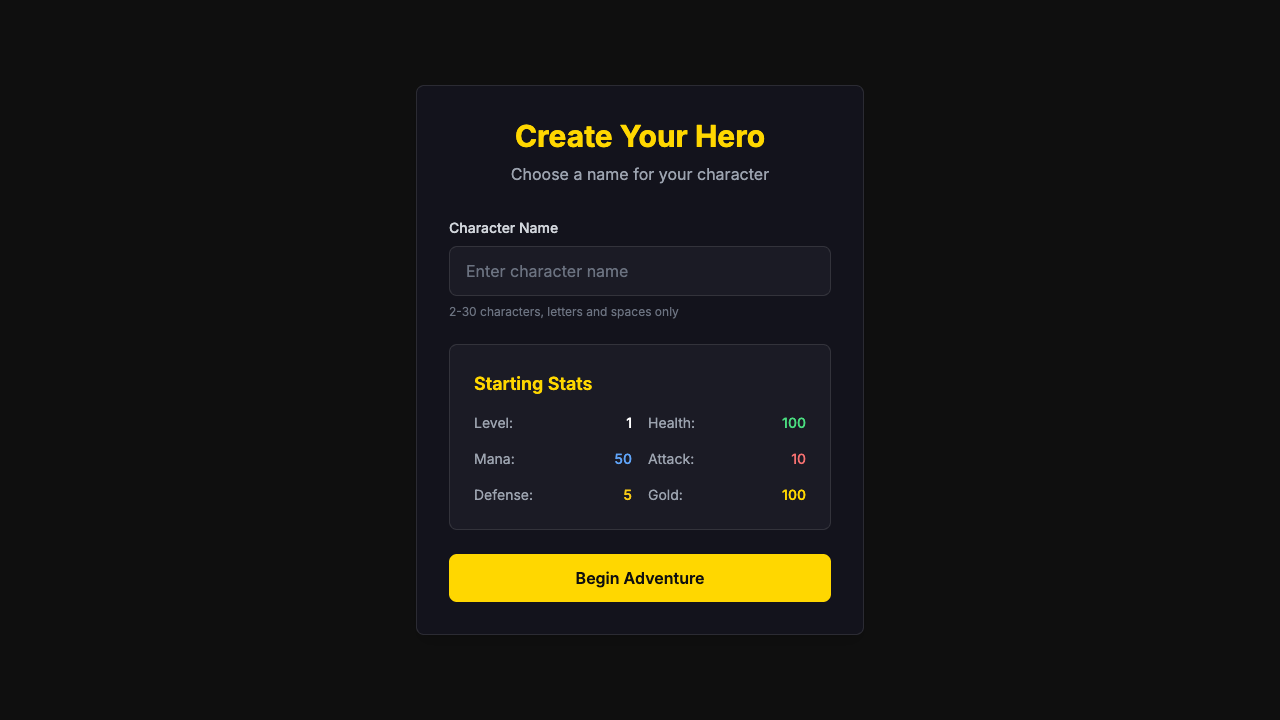 Create Your Hero
Choose a name for your character
Character Name
Enter character name
2-30 characters, letters and spaces only
Starting Stats
Level: 1 Health: 100
Mana: 50 Attack: 10
Defense: 5 Gold: 100
Begin Adventure